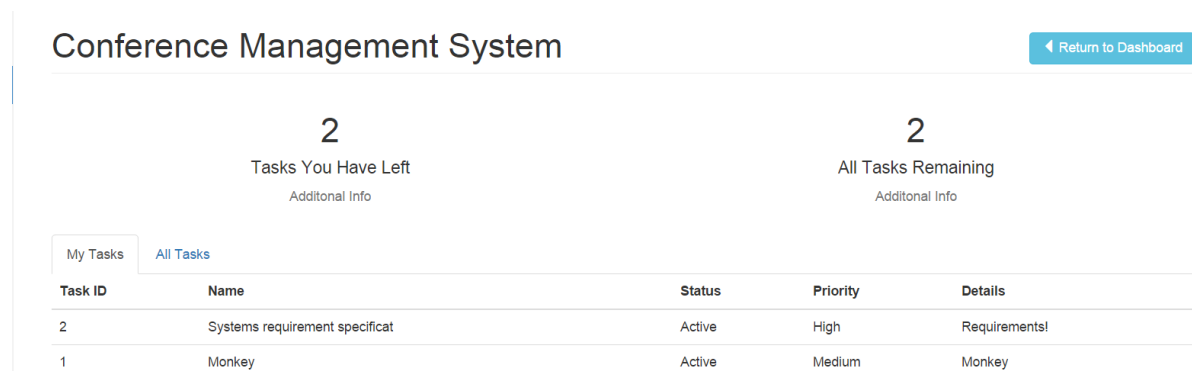 Conference Management System
Return to Dashboard
2
Tasks You Have Left
Additonal Info
2
All Tasks Remaining
Additonal Info
My Tasks All Tasks
Task ID Name Status Priority Details
2 Systems requirement specificat Active High Requirements!
1 Monkey Active Medium Monkey